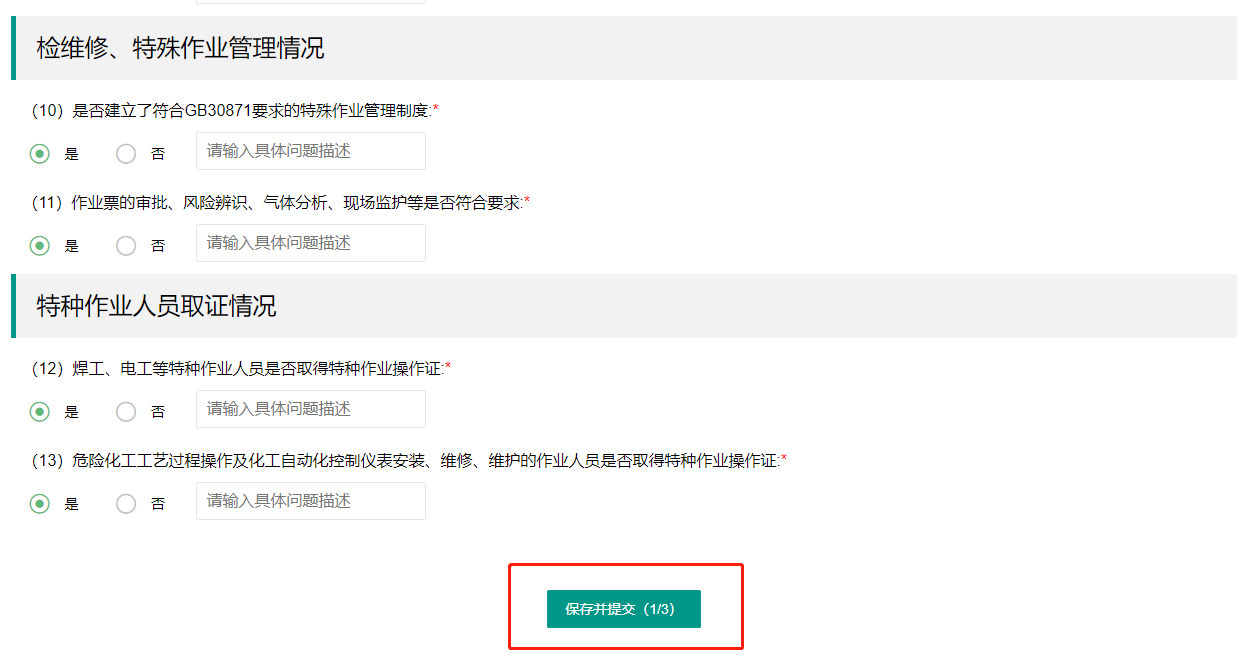 检维修、特殊作业管理情况
（10）是否建立了符合GB30871要求的特殊作业管理制度:*
是 否 请输入具体问题描述
（11）作业票的审批、风险辨识、气体分析、现场监护等是否符合要求:*
是 否 请输入具体问题描述
特种作业人员取证情况
（12）焊工、电工等特种作业人员是否取得特种作业操作证:*
是 否 请输入具体问题描述
（13）危险化工工艺过程操作及化工自动化控制仪表安装、维修、维护的作业人员是否取得特种作业操作证:*
是 否 请输入具体问题描述
保存并提交（1/3）